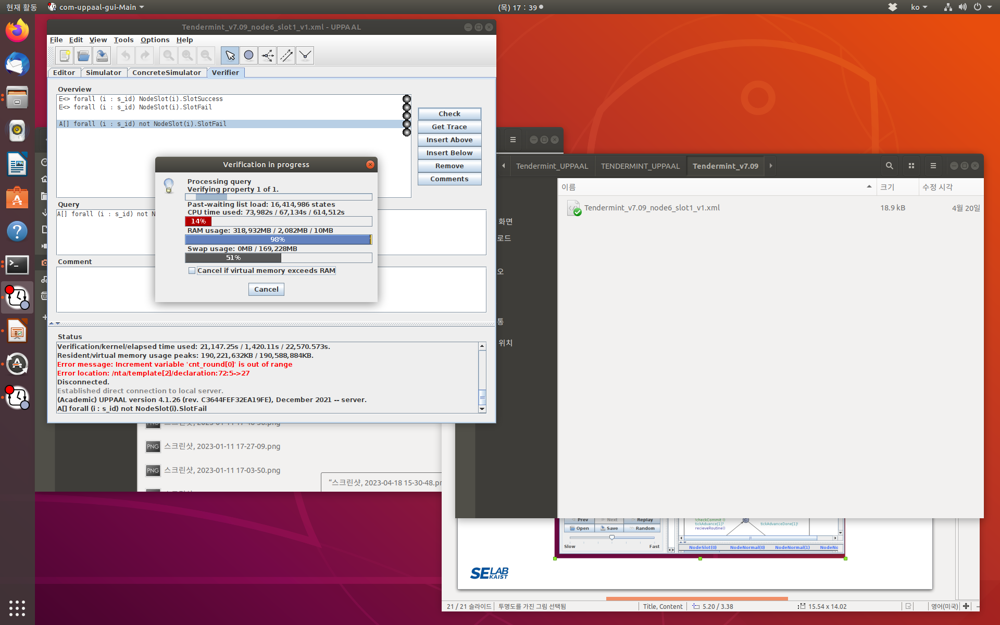 현재 활동
com-uppaal-gui-Main
(목) 17 : 39
ko
Tendermint_v7.09_node6_slot1_v1.xml - UPPAAL
File Edit View Tools Options Help
Editor Simulator ConcreteSimulator Verifier
Overview
E<> forall (i : s_id) NodeSlot(i).SlotSuccess
E<> forall (i : s_id) NodeSlot(i).SlotFail
A[] forall (i : s_id) not NodeSlot(i).SlotFail
Check
Get Trace
Insert Above
Insert Below
Remove
Comments
Query
A[] forall (i : s_id) not N
Comment
Verification in progress
Processing query
Verifying property 1 of 1.
Past-waiting list load: 16,414,986 states
CPU time used: 73,982s / 67,134s / 614,512s
14%
RAM usage: 318,932MB / 2,082MB / 10MB
98%
Swap usage: 0MB / 169,228MB
51%
Cancel if virtual memory exceeds RAM
Cancel
Status
Verification/kernel/elapsed time used: 21,147.25s / 1,420.11s / 22,570.573s.
Resident/virtual memory usage peaks: 190,221,632KB / 190,588,884KB.
Error message: Increment variable 'cnt_round[0]' is out of range
Error location: /nta/template[2]/declaration:72:5->27
Disconnected.
Established direct connection to local server.
(Academic) UPPAAL version 4.1.26 (rev. C3644FEF32EA19FE), December 2021 -- server.
A[] forall (i : s_id) not NodeSlot(i).SlotFail
Tendermint_UPPAAL TENDERMINT_UPPAAL Tendermint_v7.09
이름 크기 수정 시각
Tendermint_v7.09_node6_slot1_v1.xml 18.9 kB 4월 20일
화면
로드
오
통
위치
PNG 스크린샷, 2023-01-11 17-27-09.png
PNG 스크린샷, 2023-01-11 17-03-50.png
“스크린샷, 2023-04-18 15-30-48.pn
Prev Next Replay
Open Save Random
Slow Fast
!checkCommit ()
tickAdvance[1]?
recieveRoutine()
tickAdvanceDone[1]!
NodeSlot(0) NodeNormal(0) NodeNormal(1) NodeNo
SELAB
KAIST
21 / 21 슬라이드 투명도를 가진 그림 선택됨 Title, Content 5.20 / 3.38 15.54 x 14.02 영어(미국)